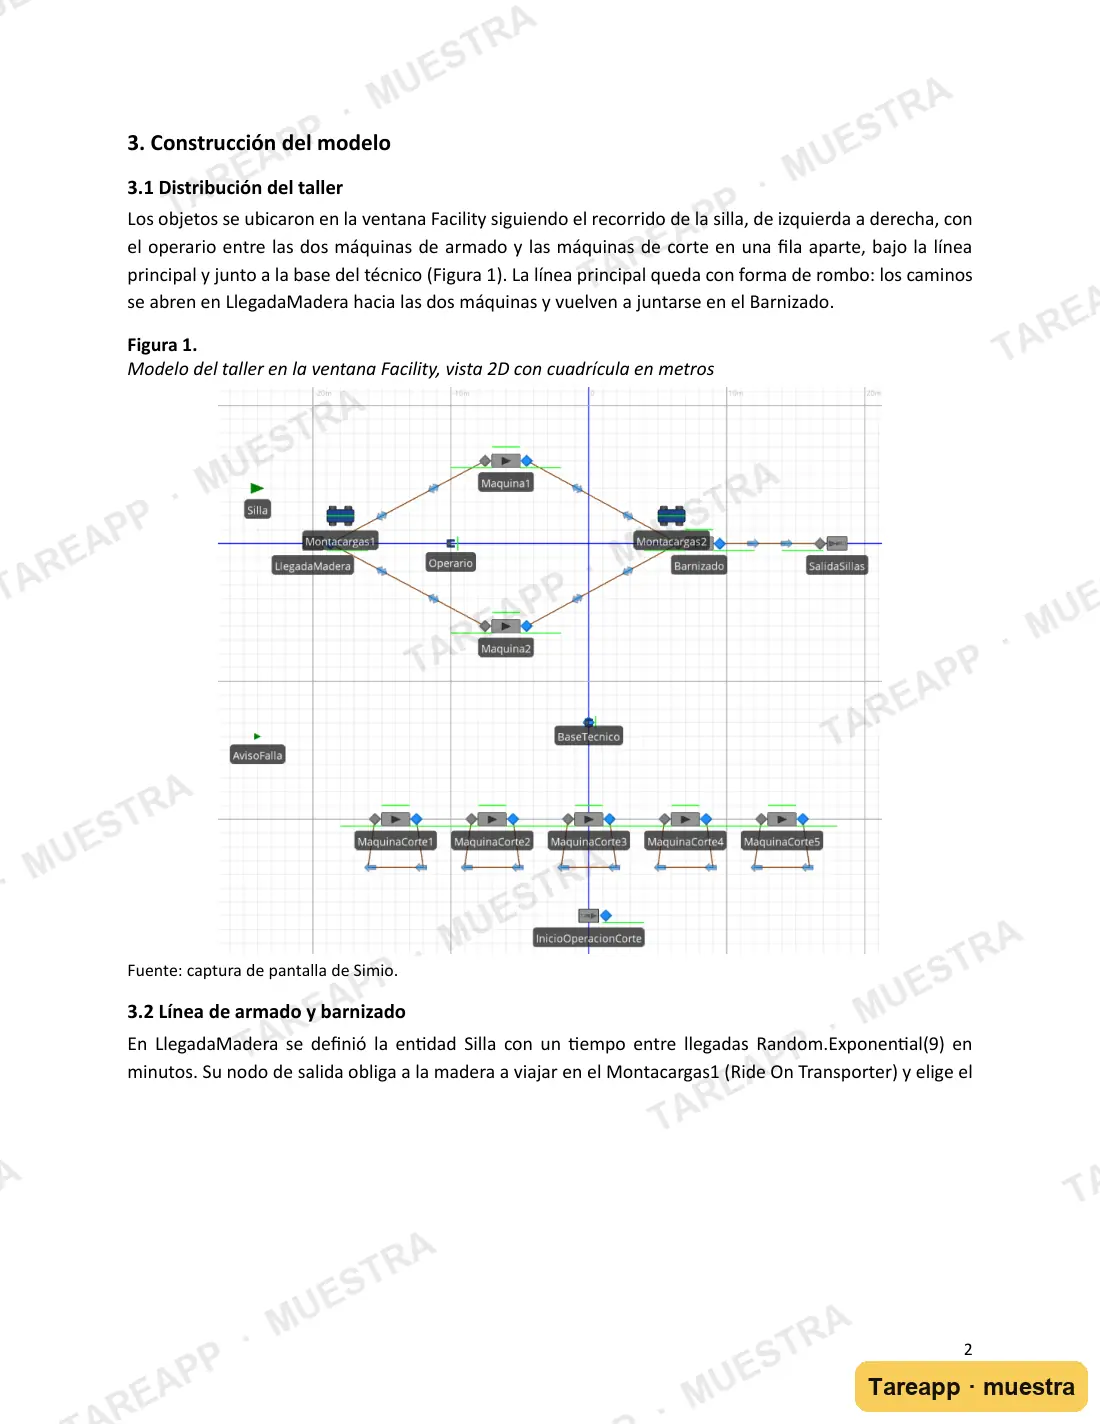 3. Construcción del modelo
3.1 Distribución del taller
Los objetos se ubicaron en la ventana Facility siguiendo el recorrido de la silla, de izquierda a derecha, con
el operario entre las dos máquinas de armado y las máquinas de corte en una fila aparte, bajo la línea
principal y junto a la base del técnico (Figura 1). La línea principal queda con forma de rombo: los caminos
se abren en LlegadaMadera hacia las dos máquinas y vuelven a juntarse en el Barnizado.
Figura 1.
Modelo del taller en la ventana Facility, vista 2D con cuadrícula en metros
-20m -10m 0 10m 20m
Maquina1
Silla
Montacargas1 Montacargas2
LlegadaMadera Operario Barnizado SalidaSillas
Maquina2
BaseTecnico
AvisoFalla
MaquinaCorte1 MaquinaCorte2 MaquinaCorte3 MaquinaCorte4 MaquinaCorte5
InicioOperacionCorte
Fuente: captura de pantalla de Simio.
3.2 Línea de armado y barnizado
En LlegadaMadera se definió la entidad Silla con un tiempo entre llegadas Random.Exponential(9) en
minutos. Su nodo de salida obliga a la madera a viajar en el Montacargas1 (Ride On Transporter) y elige el
2
Tareapp · muestra
TAREAPP · MUESTRA